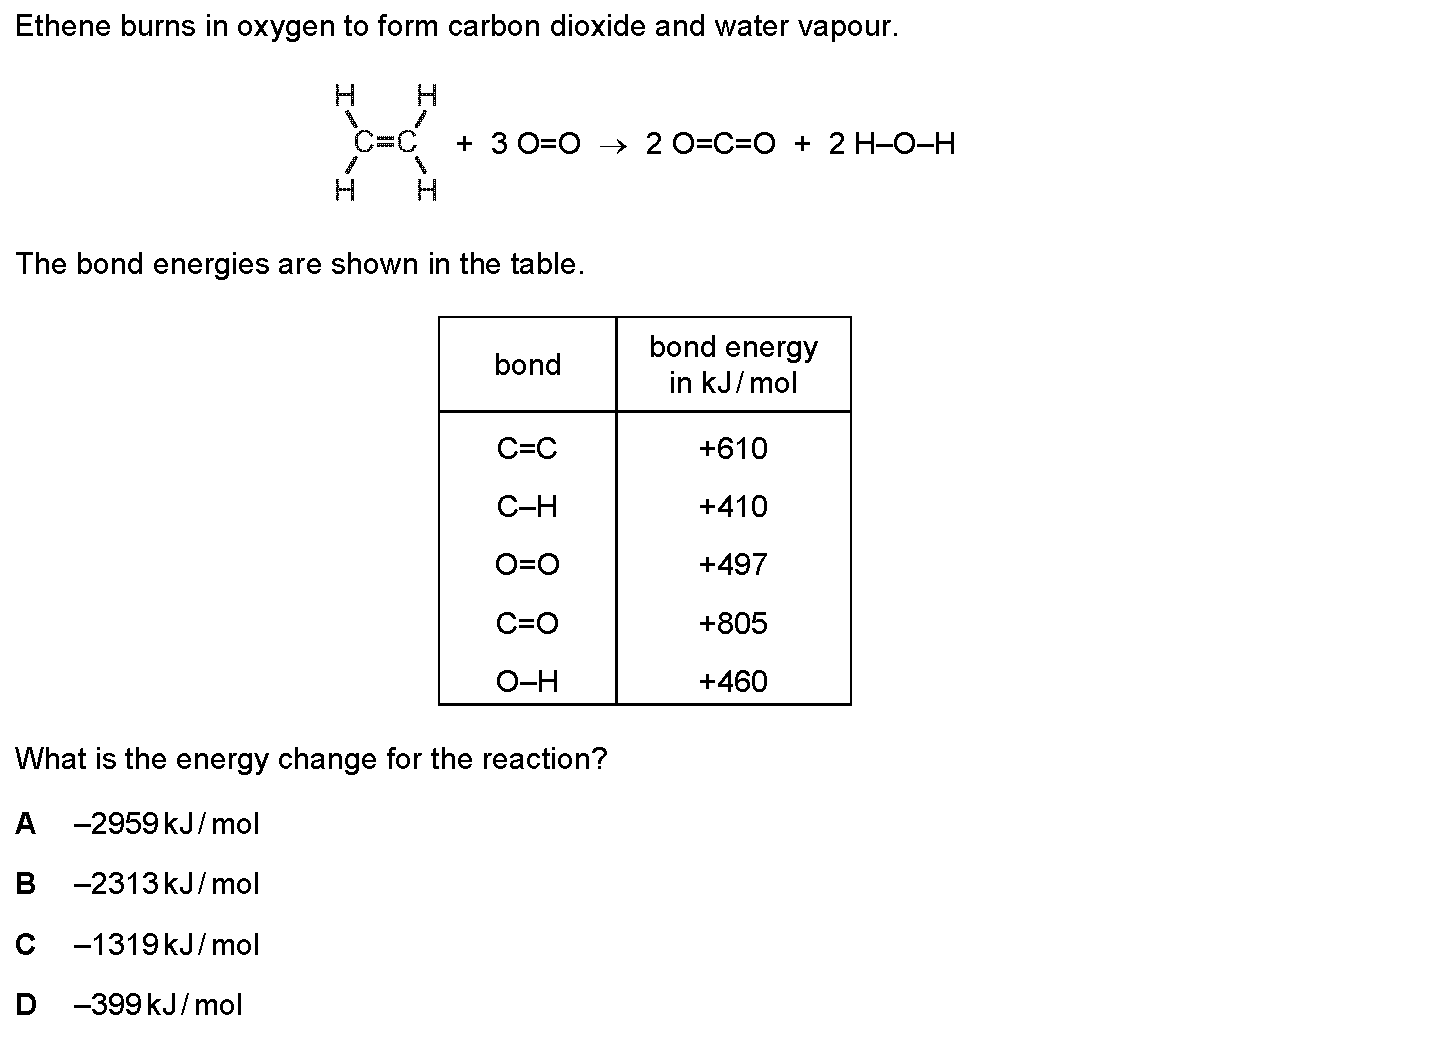 Ethene burns in oxygen to form carbon dioxide and water vapour.
H H
C=C + 3 O=O → 2 O=C=O + 2 H–O–H
H H
The bond energies are shown in the table.
bond bond energy
in kJ/mol
C=C +610
C–H +410
O=O +497
C=O +805
O–H +460
What is the energy change for the reaction?
A –2959 kJ/mol
B –2313 kJ/mol
C –1319 kJ/mol
D –399 kJ/mol